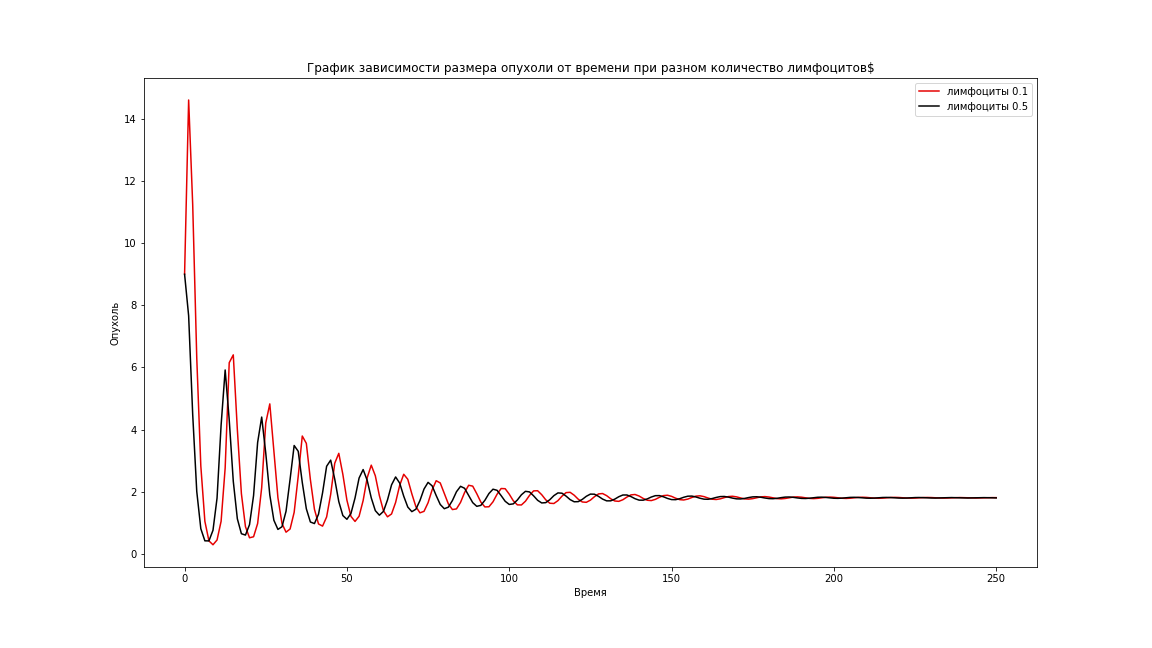 График зависимости размера опухоли от времени при разном количество лимфоцитов$
лимфоциты 0.1
лимфоциты 0.5
14
12
10
8
6
4
2
0
Опухоль
0 50 100 150 200 250
Время